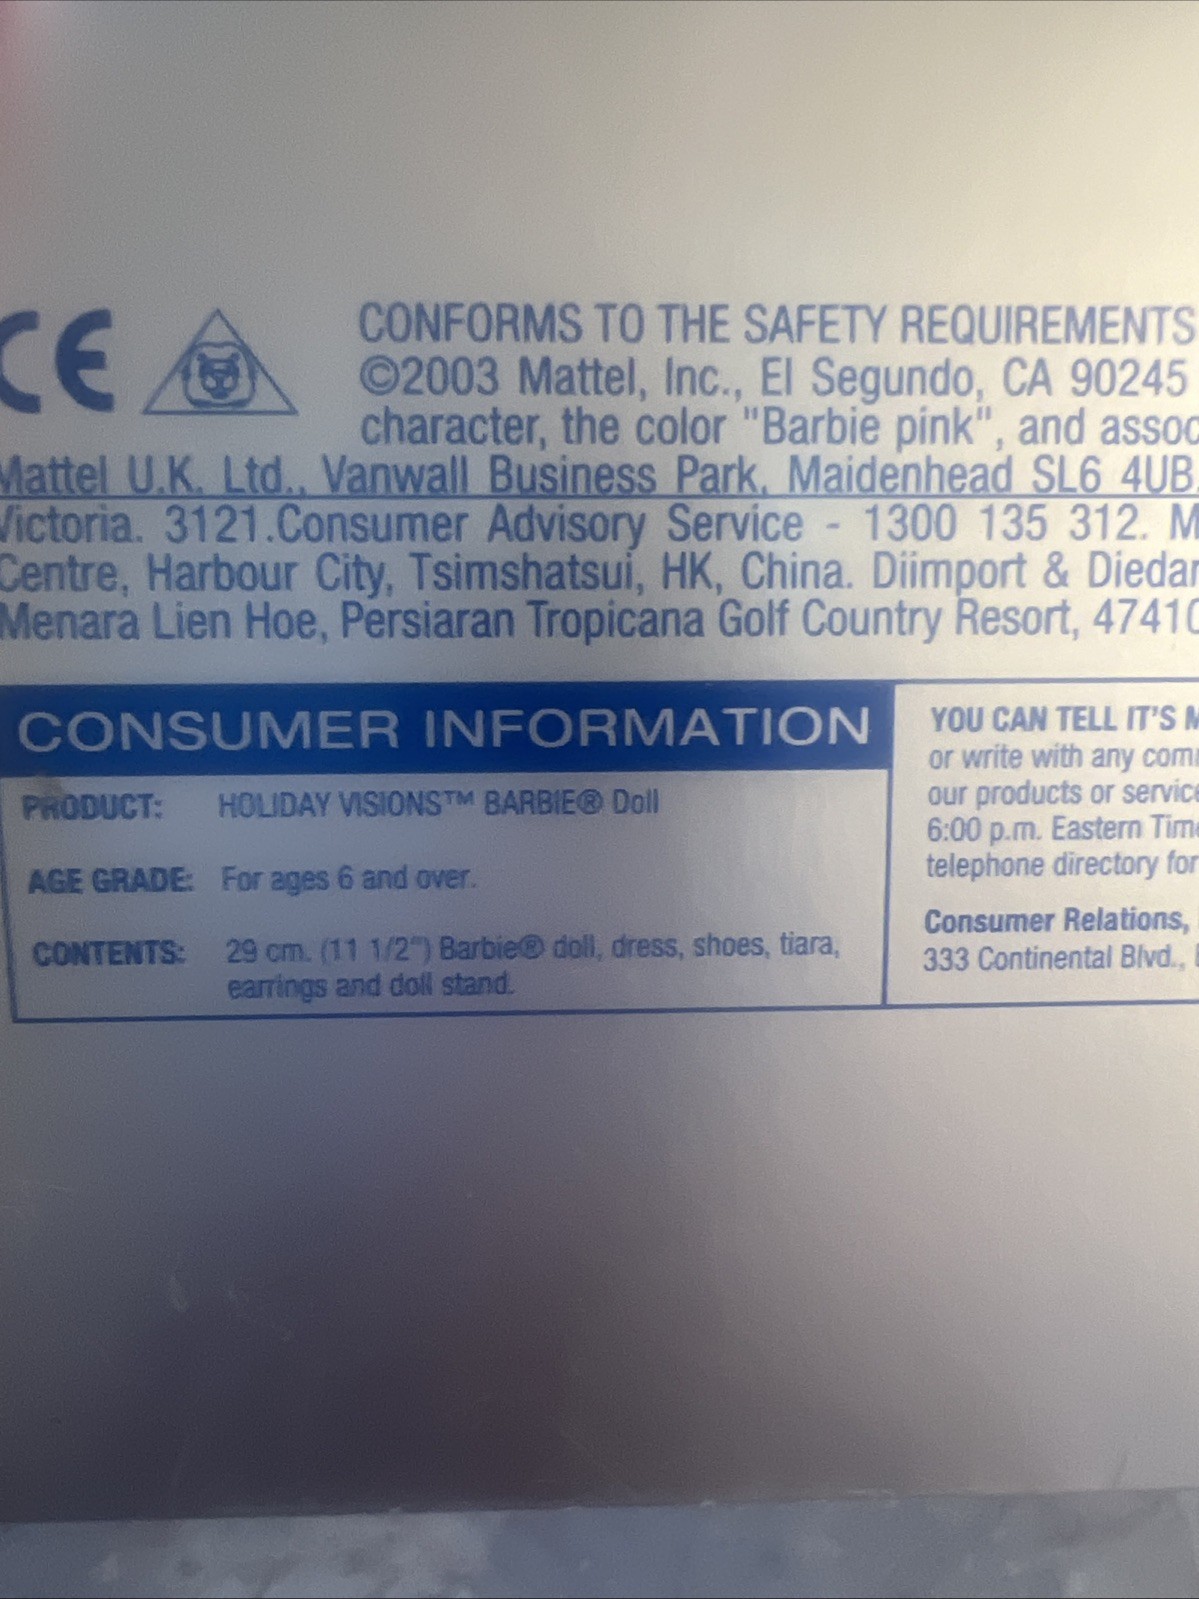 CE
CONFORMS TO THE SAFETY REQUIREMENTS
©2003 Mattel, Inc., El Segundo, CA 90245
character, the color "Barbie pink", and assoc
Mattel U.K. Ltd., Vanwall Business Park, Maidenhead SL6 4UB.
Victoria. 3121.Consumer Advisory Service - 1300 135 312. M
Centre, Harbour City, Tsimshatsui, HK, China. Diimport & Diedar
Menara Lien Hoe, Persiaran Tropicana Golf Country Resort, 47410
CONSUMER INFORMATION
PRODUCT: HOLIDAY VISIONS™ BARBIE® Doll
AGE GRADE: For ages 6 and over.
CONTENTS: 29 cm. (11 1/2") Barbie® doll, dress, shoes, tiara,
earrings and doll stand.
YOU CAN TELL IT'S M
or write with any com
our products or service
6:00 p.m. Eastern Time
telephone directory for
Consumer Relations,
333 Continental Blvd.,